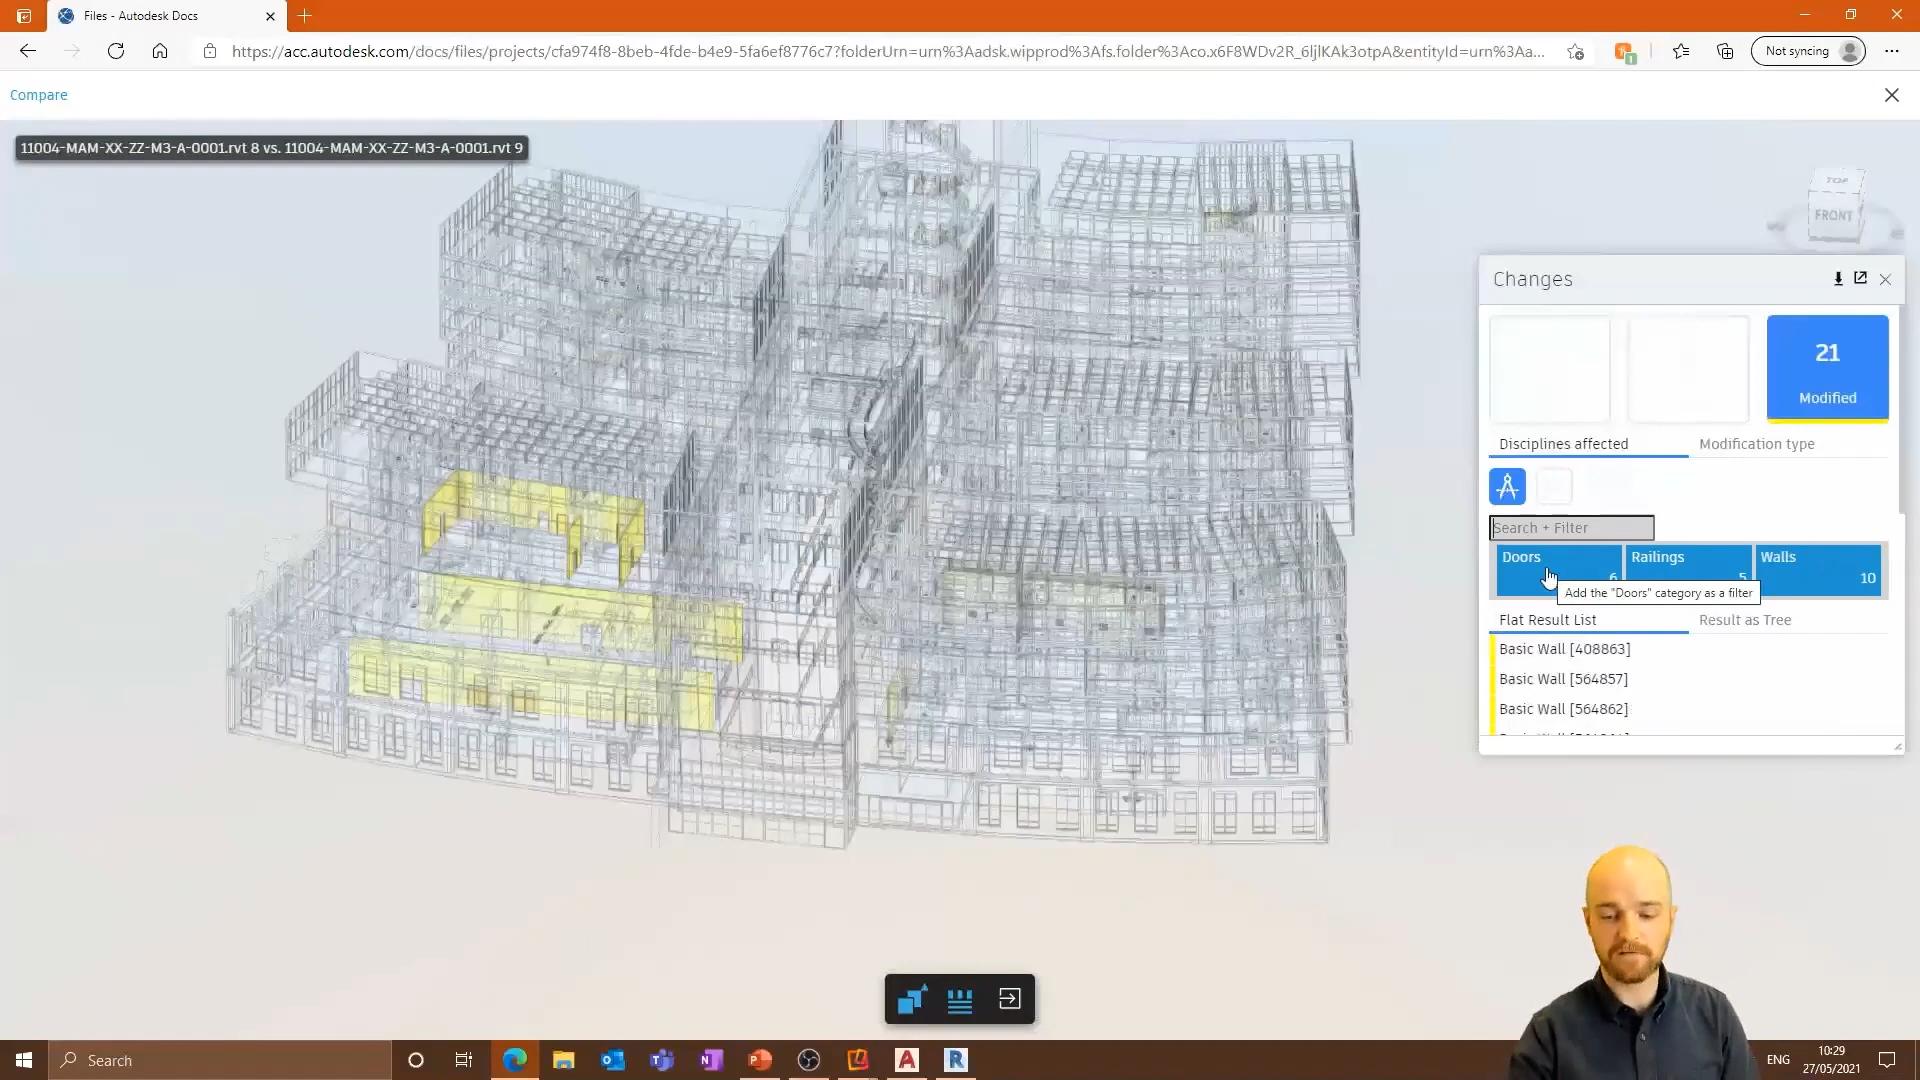 Files - Autodesk Docs
https://acc.autodesk.com/docs/files/projects/cfa974f8-8beb-4fde-b4e9-5fa6ef8776c7?folderUrn=urn%3Aadsk.wipprod%3Afs.folder%3Aco.x6F8WDv2R_6ljlKAk3otpA&entityId=urn%3Aa...
Not syncing
Compare
11004-MAM-XX-ZZ-M3-A-0001.rvt 8 vs. 11004-MAM-XX-ZZ-M3-A-0001.rvt 9
TOP
FRONT
Changes
21
Modified
Disciplines affected
Modification type
Search + Filter
Doors
6
Railings
5
Walls
10
Add the "Doors" category as a filter
Flat Result List
Result as Tree
Basic Wall [408863]
Basic Wall [564857]
Basic Wall [564862]
Search
ENG
10:29
27/05/2021